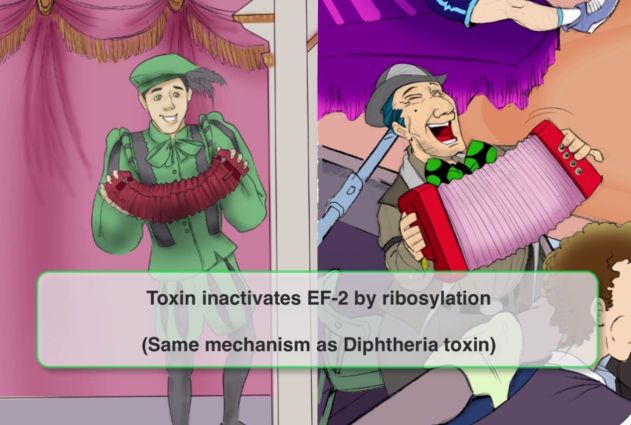 Toxin inactivates EF-2 by ribosylation
(Same mechanism as Diphtheria toxin)